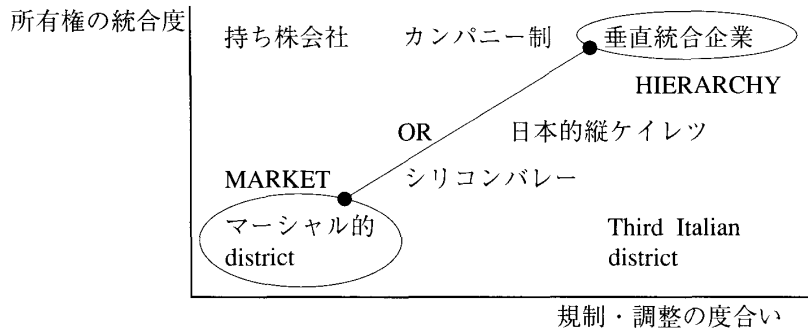 所有権の統合度
持ち株会社 カンパニー制 垂直統合企業
HIERARCHY
OR 日本的縦ケイレツ
MARKET シリコンバレー
マーシャル的 Third Italian
district district
規制・調整の度合い